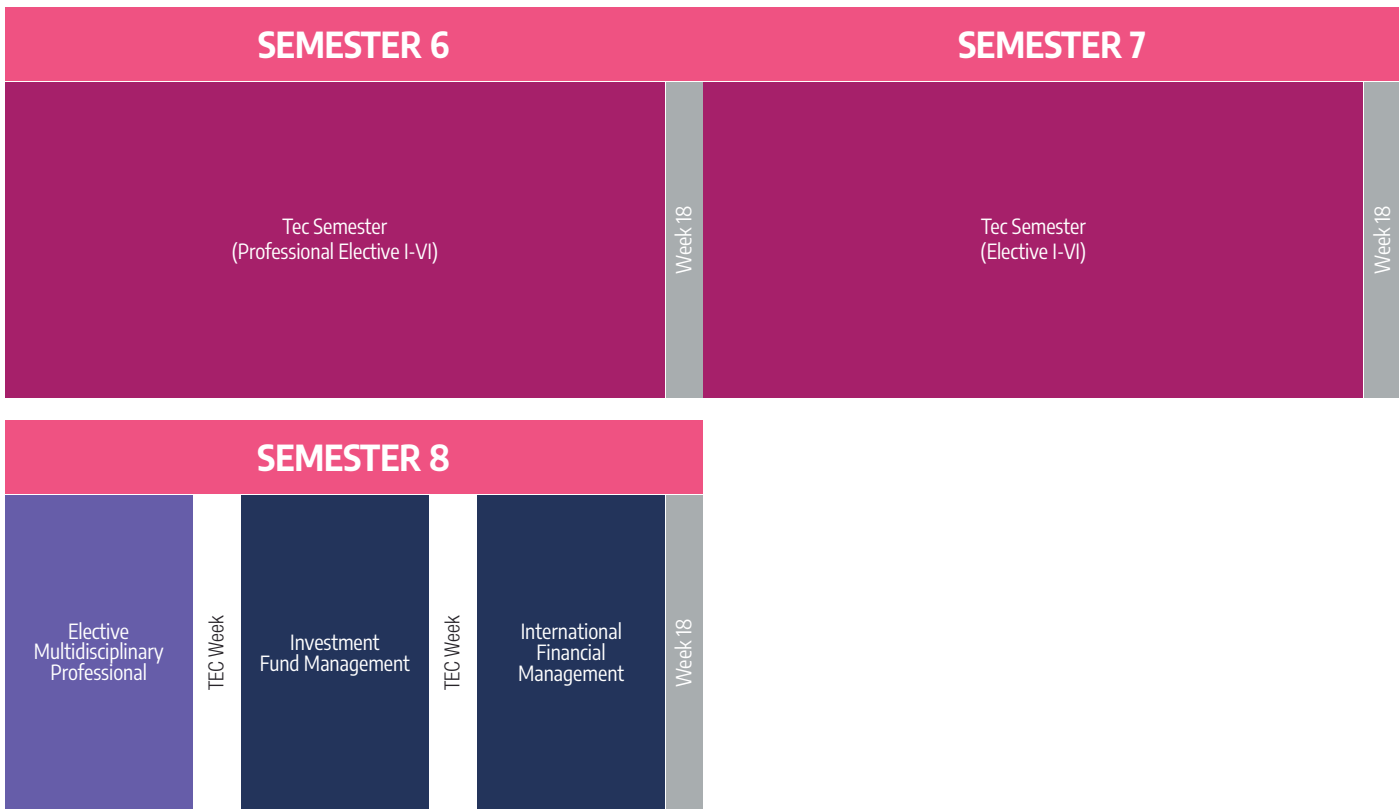 SEMESTER 6
SEMESTER 7
Tec Semester
(Professional Elective I-VI)
Week 18
Tec Semester
(Elective I-VI)
Week 18
SEMESTER 8
Elective
Multidisciplinary
Professional
TEC Week
Investment
Fund Management
TEC Week
International
Financial
Management
Week 18